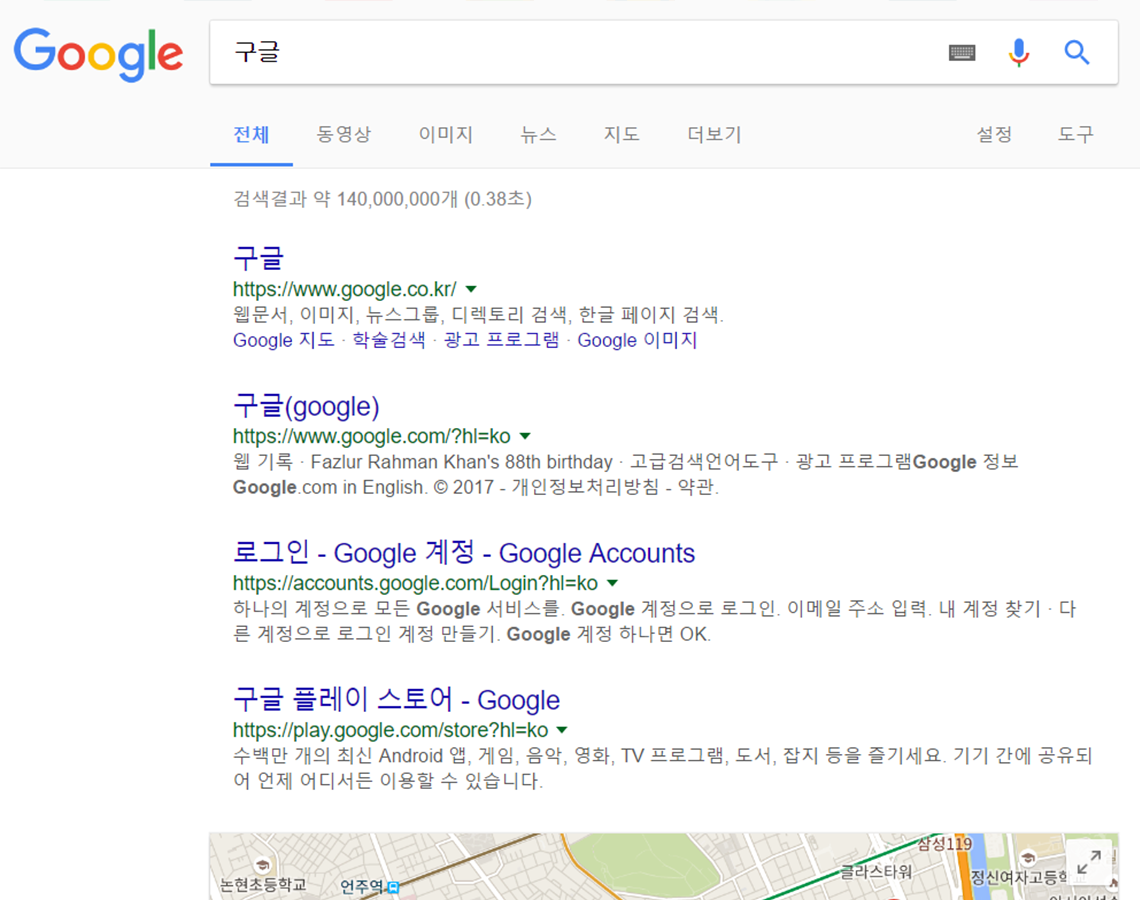 Google 구글
전체 동영상 이미지 뉴스 지도 더보기 설정 도구
검색결과 약 140,000,000개 (0.38초)
구글
https://www.google.co.kr/
웹문서, 이미지, 뉴스그룹, 디렉토리 검색, 한글 페이지 검색.
Google 지도 · 학술검색 · 광고 프로그램 · Google 이미지
구글(google)
https://www.google.com/?hl=ko
웹 기록 · Fazlur Rahman Khan's 88th birthday · 고급검색언어도구 · 광고 프로그램Google 정보
Google.com in English. © 2017 - 개인정보처리방침 - 약관.
로그인 - Google 계정 - Google Accounts
https://accounts.google.com/Login?hl=ko
하나의 계정으로 모든 Google 서비스를. Google 계정으로 로그인. 이메일 주소 입력. 내 계정 찾기 · 다
른 계정으로 로그인 계정 만들기. Google 계정 하나면 OK.
구글 플레이 스토어 - Google
https://play.google.com/store?hl=ko
수백만 개의 최신 Android 앱, 게임, 음악, 영화, TV 프로그램, 도서, 잡지 등을 즐기세요. 기기 간에 공유되
어 언제 어디서든 이용할 수 있습니다.
삼성119
글라스타워
정신여자고등학
논현초등학교 언주역